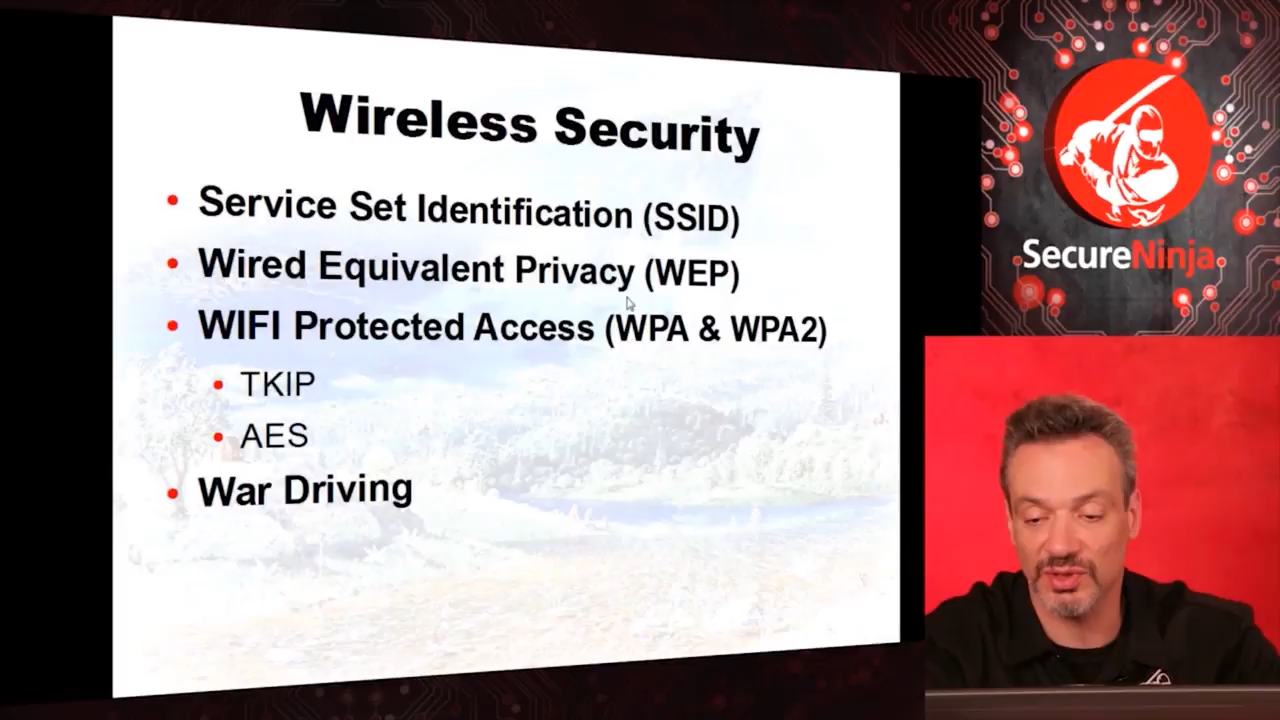 Wireless Security
Service Set Identification (SSID)
Wired Equivalent Privacy (WEP)
WIFI Protected Access (WPA & WPA2)
TKIP
AES
War Driving
SecureNinja